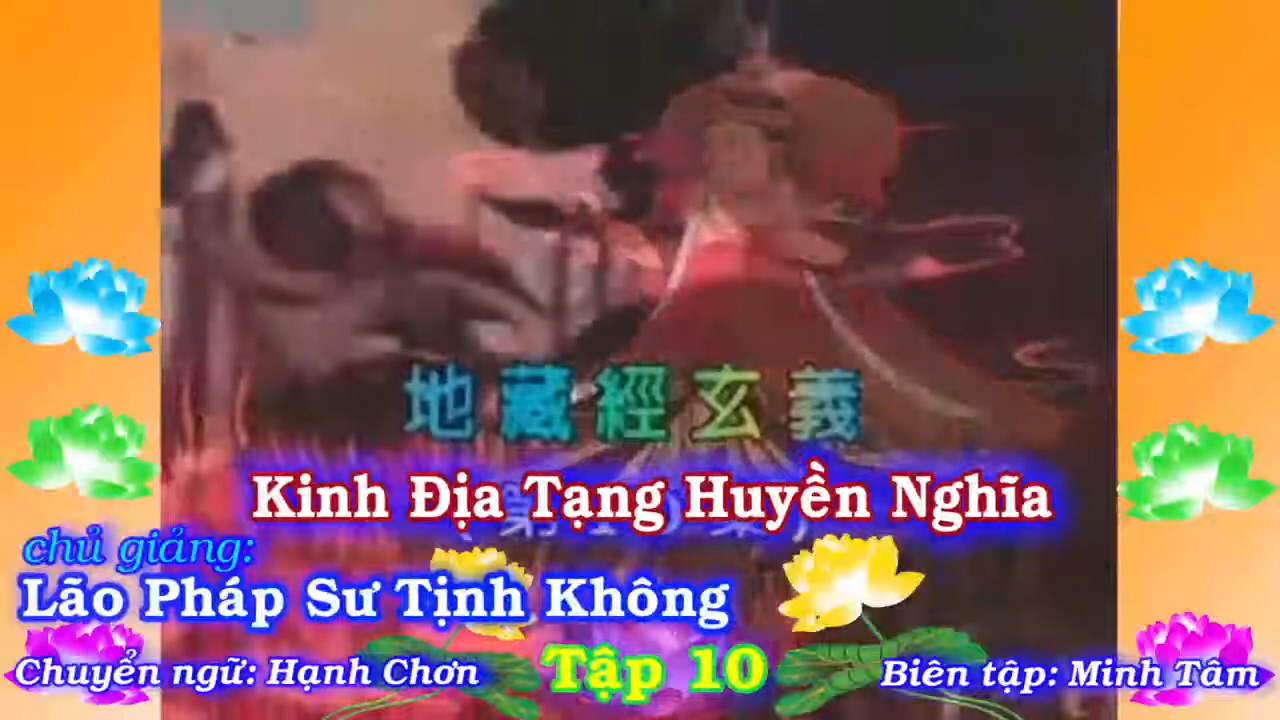 地藏經玄義
Kinh Địa Tạng Huyền Nghĩa
chủ giảng:
Lão Pháp Sư Tịnh Không
Chuyển ngữ: Hạnh Chơn
Tập 10
Biên tập: Minh Tâm